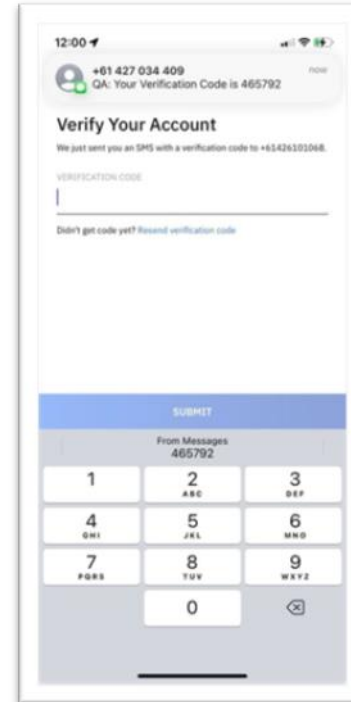 12:00
+61 427 034 409
now
QA: Your Verification Code is 465792
Verify Your Account
We just sent you an SMS with a verification code to +61426101068.
VERIFICATION CODE
Didn't get code yet? Resend verification code
SUBMIT
From Messages
465792
1
2
3
ABC
DEF
4
5
6
GHI
JKL
MNO
7
8
9
PQRS
TUV
WXYZ
0